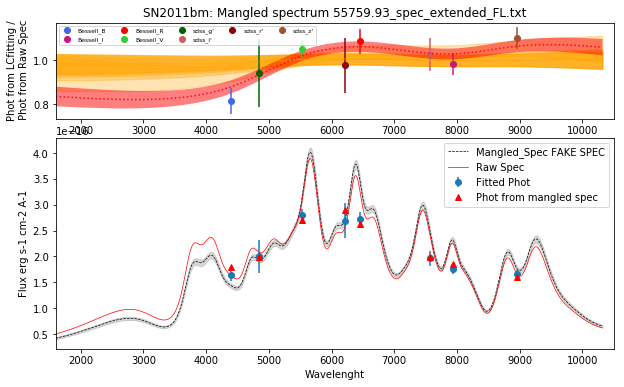 SN2011bm: Mangled spectrum 55759.93_spec_extended_FL.txt
Phot from LCfitting /
Phot from Raw Spec
Bessell_B Bessell_R sdss_g' sdss_r' sdss_z'
Bessell_I Bessell_V sdss_i'
1.0
0.8
2000 3000 4000 5000 6000 7000 8000 9000 10000
1e−16
Flux erg s-1 cm-2 A-1
4.0
3.5
3.0
2.5
2.0
1.5
1.0
0.5
Mangled_Spec FAKE SPEC
Raw Spec
Fitted Phot
Phot from mangled spec
2000 3000 4000 5000 6000 7000 8000 9000 10000
Wavelenght